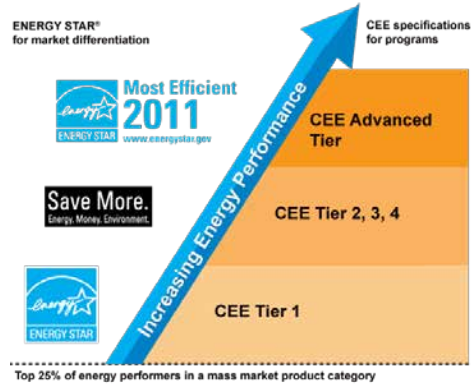 ENERGY STAR®
for market differentiation
CEE specifications
for programs
energy
ENERGY STAR
Most Efficient
2011
www.energystar.gov
CEE Advanced
Tier
Increasing Energy Performance
Save More.
Energy. Money. Environment.
CEE Tier 2, 3, 4
energy
ENERGY STAR
CEE Tier 1
Top 25% of energy performers in a mass market product category